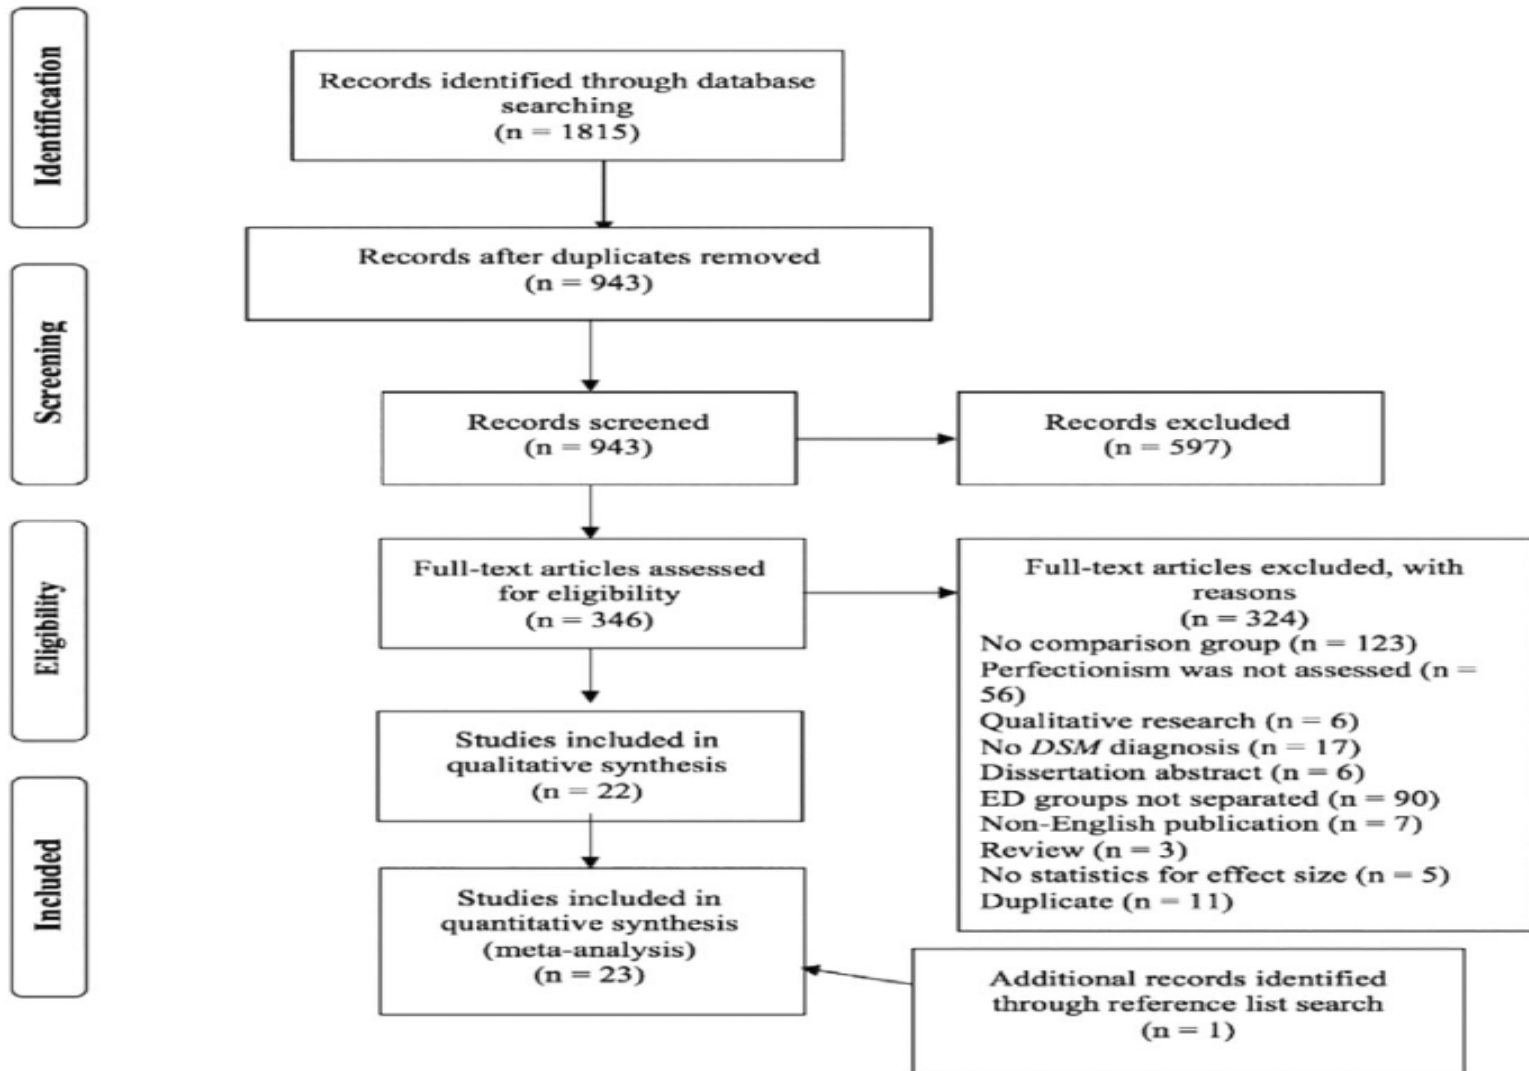 Identification
Records identified through database
searching
(n = 1815)
Records after duplicates removed
(n = 943)
Screening
Records screened
(n = 943)
Records excluded
(n = 597)
Eligibility
Full-text articles assessed
for eligibility
(n = 346)
Full-text articles excluded, with
reasons
(n = 324)
No comparison group (n = 123)
Perfectionism was not assessed (n =
56)
Qualitative research (n = 6)
No DSM diagnosis (n = 17)
Dissertation abstract (n = 6)
ED groups not separated (n = 90)
Non-English publication (n = 7)
Review (n = 3)
No statistics for effect size (n = 5)
Duplicate (n = 11)
Studies included in
qualitative synthesis
(n = 22)
Included
Studies included in
quantitative synthesis
(meta-analysis)
(n = 23)
Additional records identified
through reference list search
(n = 1)